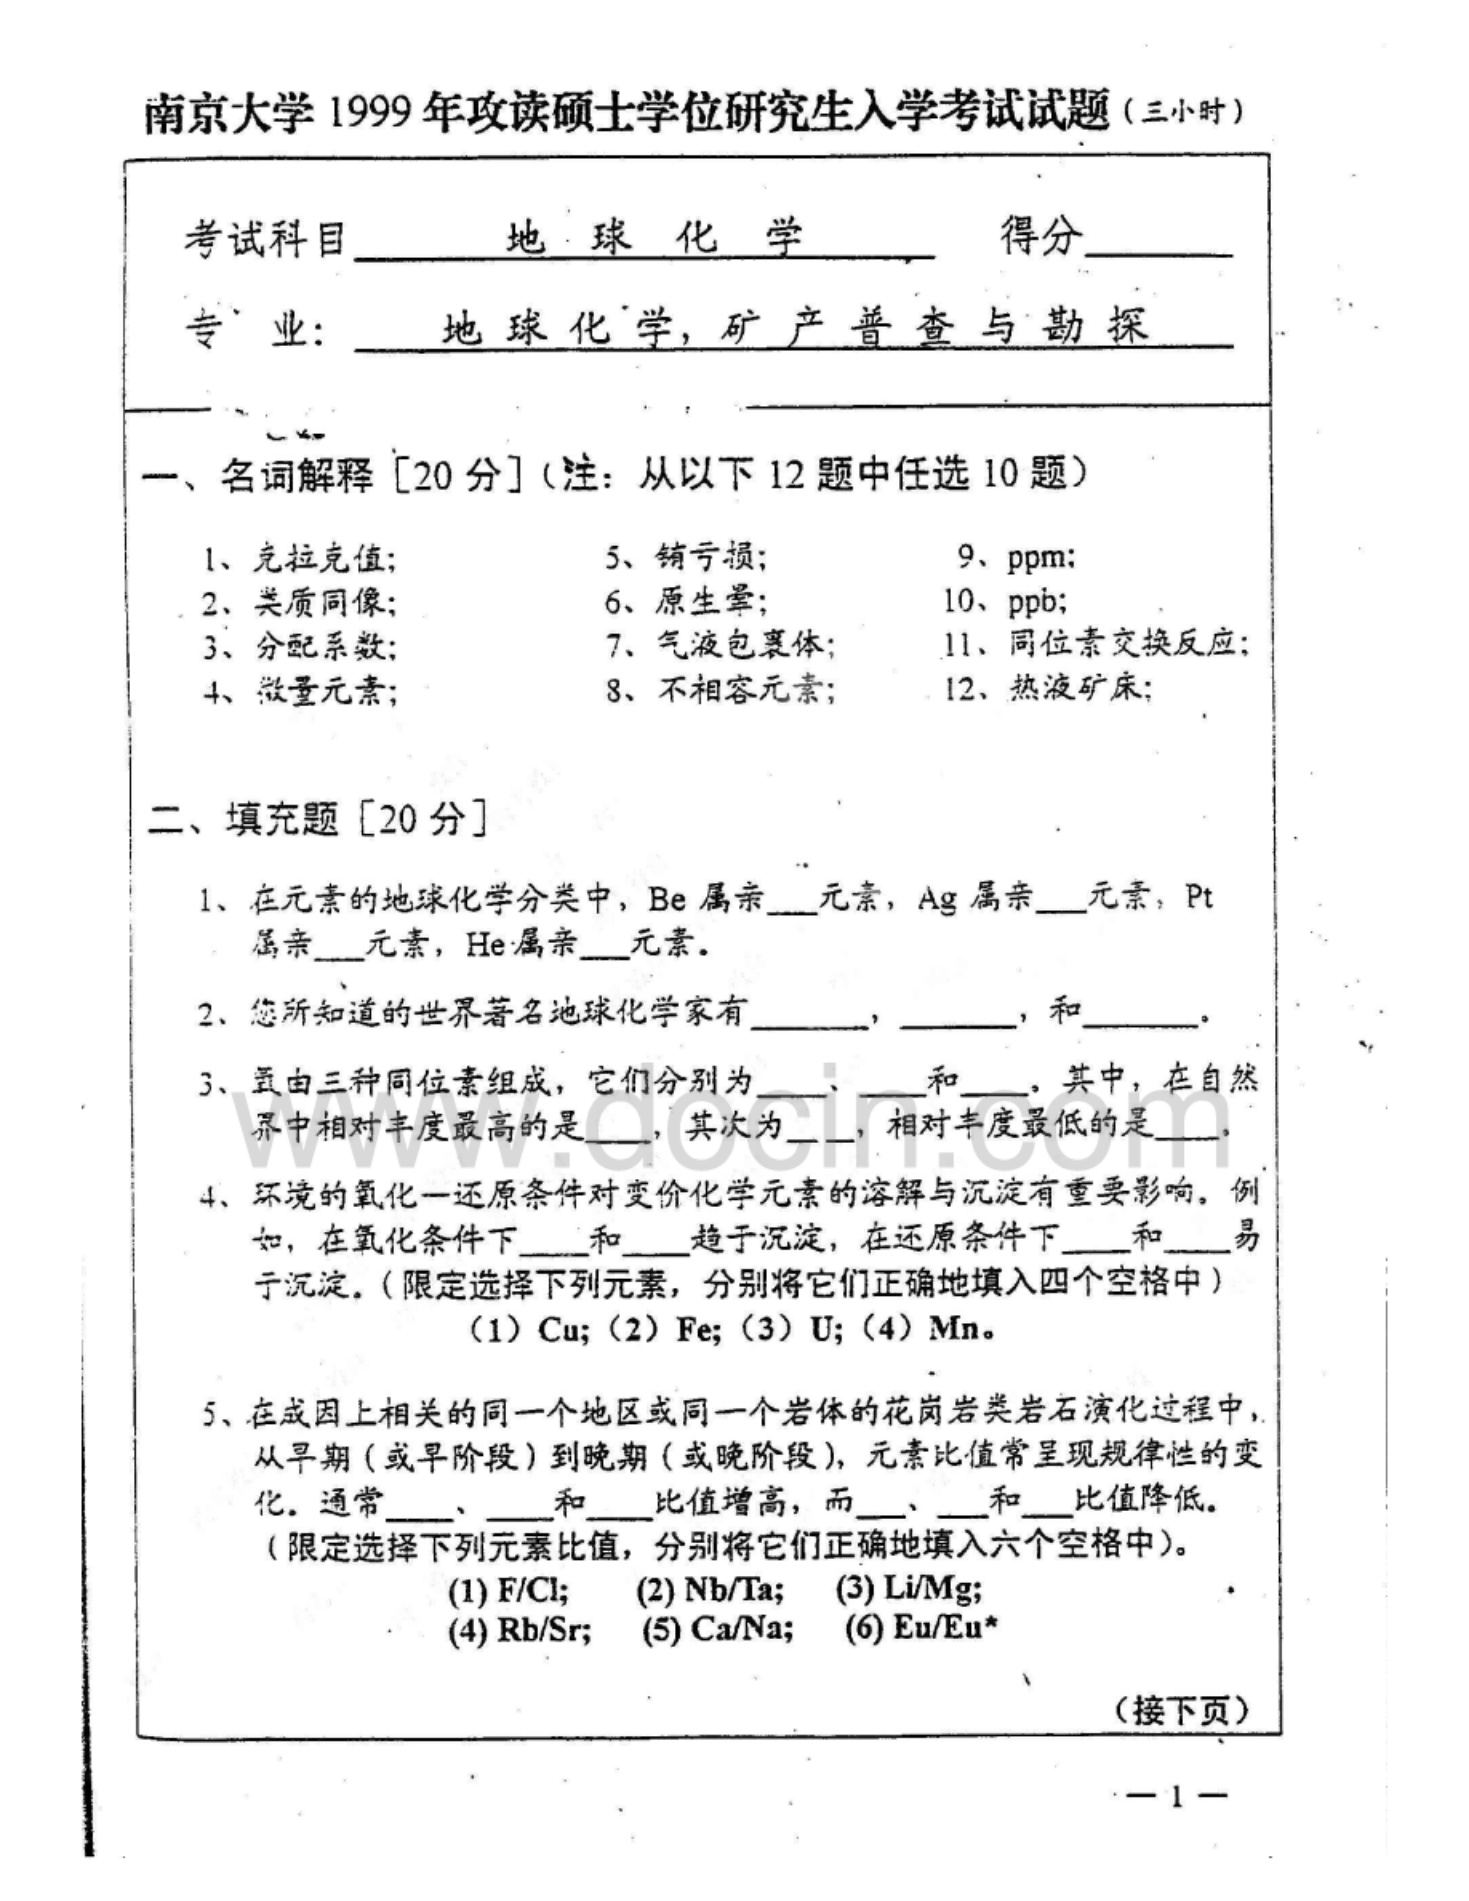 南京大学 1999 年攻读硕士学位研究生入学考试试题（三小时）
考试科目 地球化学 得分
专 业： 地球化学，矿产普查与勘探
一、名词解释［20 分］（注：从以下 12 题中任选 10 题）
1、克拉克值； 5、铕亏损； 9、ppm；
2、类质同像； 6、原生晕； 10、ppb；
3、分配系数； 7、气液包裹体； 11、同位素交换反应；
4、微量元素； 8、不相容元素； 12、热液矿床；
二、填充题［20 分］
1、在元素的地球化学分类中，Be 属亲___元素，Ag 属亲___元素，Pt
属亲___元素，He 属亲___元素。
2、您所知道的世界著名地球化学家有_______，_______，和_______。
3、氧由三种同位素组成，它们分别为____、____和____。其中，在自然
界中相对丰度最高的是____，其次为____，相对丰度最低的是____。
4、环境的氧化—还原条件对变价化学元素的溶解与沉淀有重要影响。例
如，在氧化条件下____和____趋于沉淀，在还原条件下____和____易
于沉淀。（限定选择下列元素，分别将它们正确地填入四个空格中）
（1）Cu;（2）Fe;（3）U;（4）Mn。
5、在成因上相关的同一个地区或同一个岩体的花岗岩类岩石演化过程中，
从早期（或早阶段）到晚期（或晚阶段），元素比值常呈现规律性的变
化。通常____、____和____比值增高，而___、___和___比值降低。
（限定选择下列元素比值，分别将它们正确地填入六个空格中）。
(1) F/Cl; (2) Nb/Ta; (3) Li/Mg;
(4) Rb/Sr; (5) Ca/Na; (6) Eu/Eu*
（接下页）
— 1 —
www.docin.com